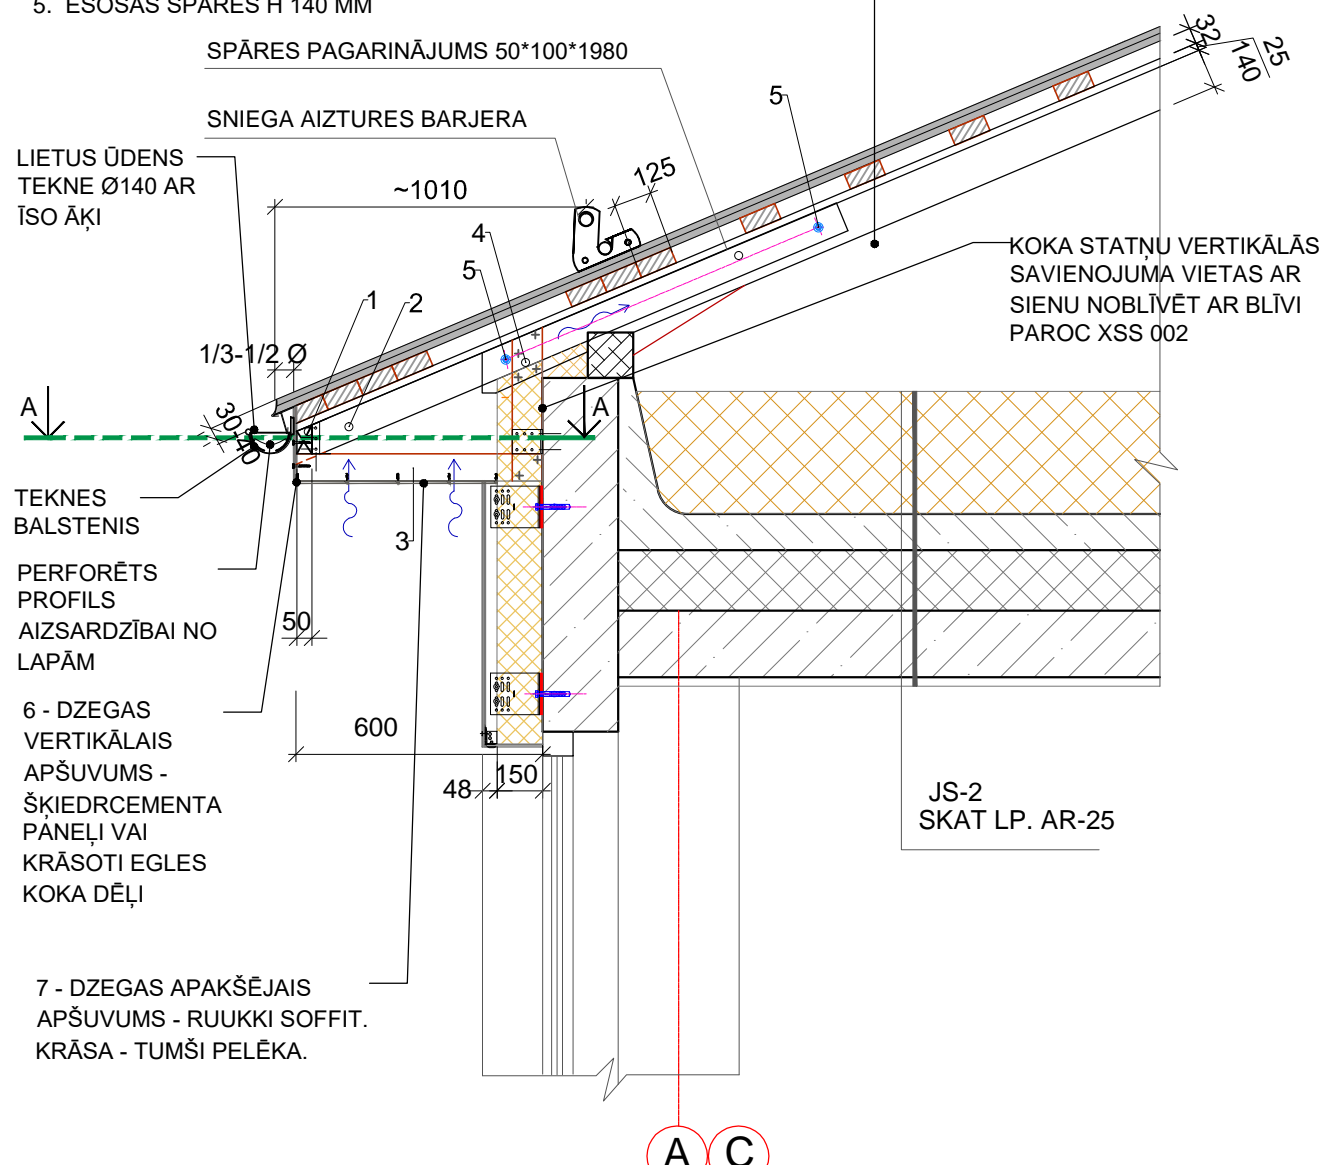 5. ESOŠAS SPĀRES H 140 MM
SPĀRES PAGARINĀJUMS 50*100*1980
SNIEGA AIZTURES BARJERA
LIETUS ŪDENS
TEKNE Ø140 AR
ĪSO ĀĶI
~1010
125
5
32
25
140
4
5
1
2
KOKA STATŅU VERTIKĀLĀS
SAVIENOJUMA VIETAS AR
SIENU NOBLĪVĒT AR BLĪVI
PAROC XSS 002
1/3-1/2 Ø
A
A
30-40
TEKNES
BALSTENIS
3
PERFORĒTS
PROFILS
AIZSARDZĪBAI NO
LAPĀM
50
6 - DZEGAS
VERTIKĀLAIS
APŠUVUMS -
ŠĶIEDRCEMENTA
PANEĻI VAI
KRĀSOTI EGLES
KOKA DĒĻI
600
48
150
JS-2
SKAT LP. AR-25
7 - DZEGAS APAKŠĒJAIS
APŠUVUMS - RUUKKI SOFFIT.
KRĀSA - TUMŠI PELĒKA.
A
C